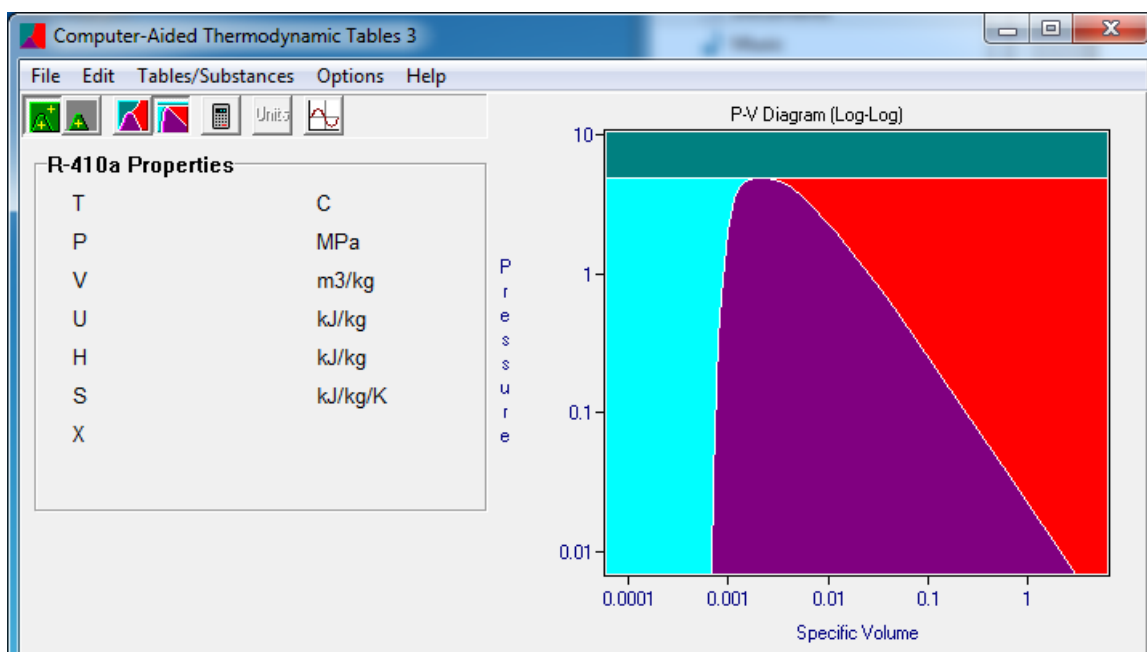 Computer-Aided Thermodynamic Tables 3
File Edit Tables/Substances Options Help
Units
R-410a Properties
T C
P MPa
V m3/kg
U kJ/kg
H kJ/kg
S kJ/kg/K
X
P-V Diagram (Log-Log)
Pressure
10
1
0.1
0.01
0.0001 0.001 0.01 0.1 1
Specific Volume